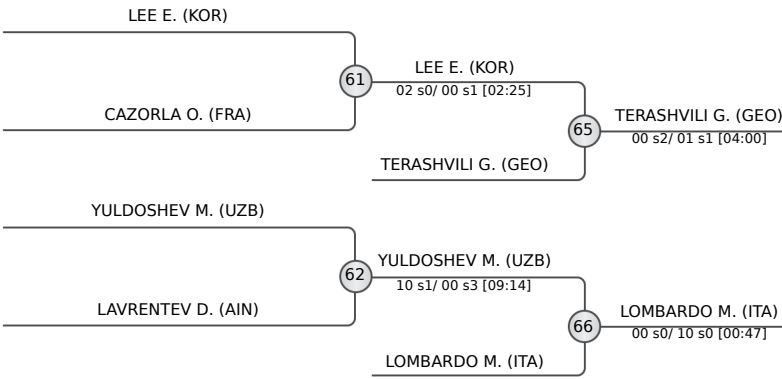 LEE E. (KOR)
61
LEE E. (KOR)
02 s0/ 00 s1 [02:25]
CAZORLA O. (FRA)
65
TERASHVILI G. (GEO)
00 s2/ 01 s1 [04:00]
TERASHVILI G. (GEO)
YULDOSHEV M. (UZB)
62
YULDOSHEV M. (UZB)
10 s1/ 00 s3 [09:14]
LAVRENTEV D. (AIN)
66
LOMBARDO M. (ITA)
00 s0/ 10 s0 [00:47]
LOMBARDO M. (ITA)